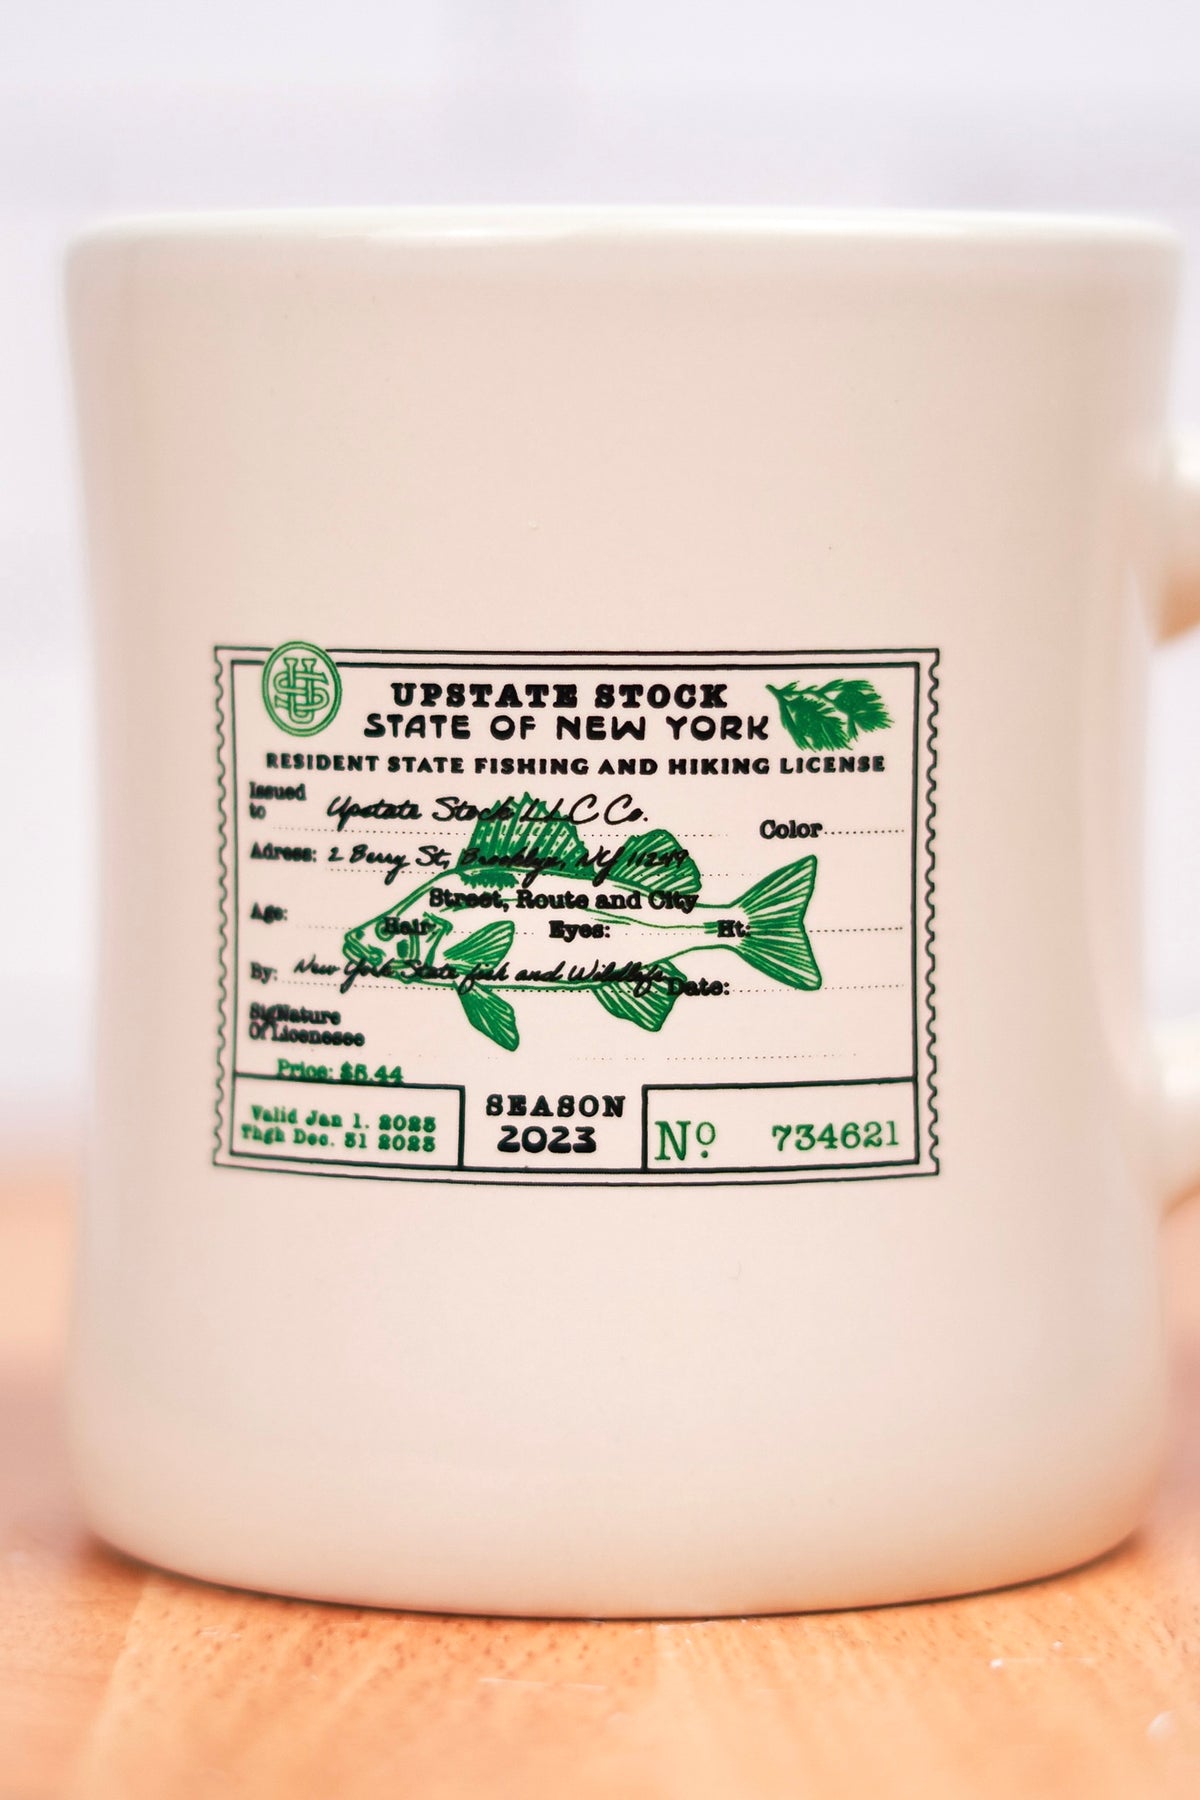 UPSTATE STOCK
STATE OF NEW YORK
RESIDENT STATE FISHING AND HIKING LICENSE
Issued
to Upstate Stock LLC Co.
Color
Adress: 2 Berry St, Brooklyn, NY 11249
Street, Route and City
Age: Hair Eyes: Ht:
By: New York State fish and Wildlife Date:
SigNature
Of Licenesee
Price: $5.44
Valid Jan 1. 2023
Thgh Dec. 31 2023
SEASON
2023
Nº 734621